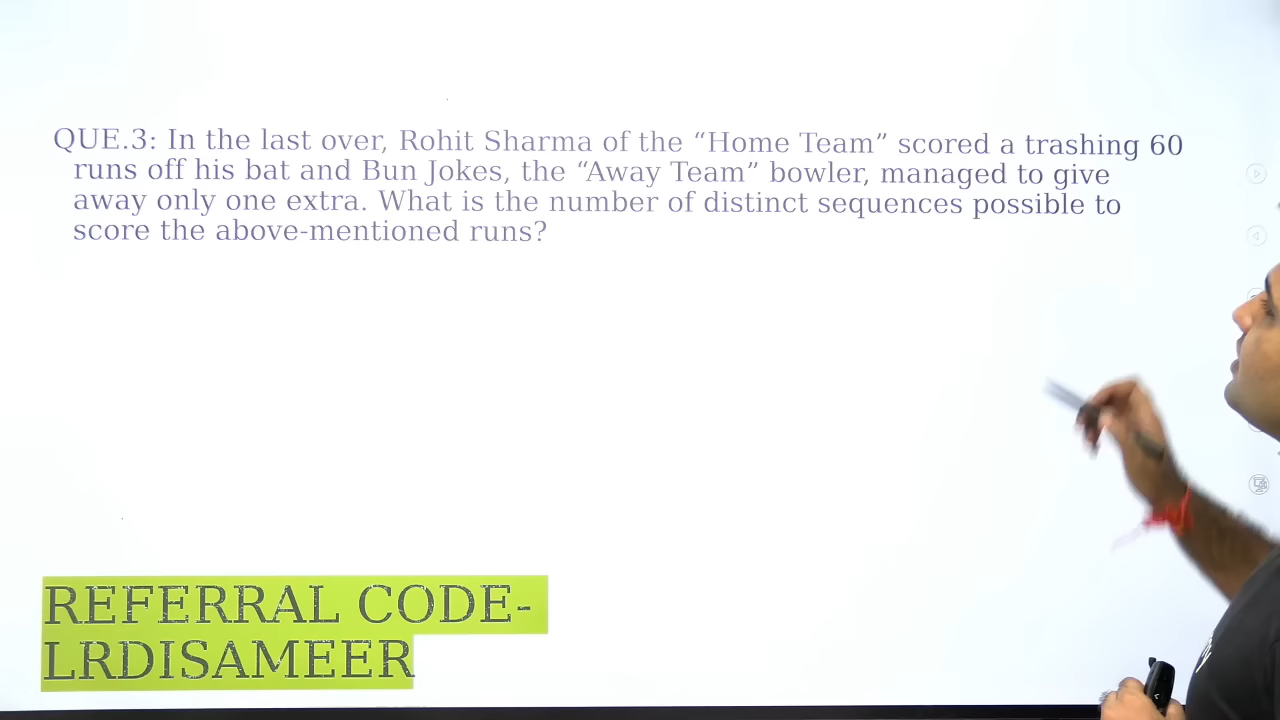 QUE.3: In the last over, Rohit Sharma of the “Home Team” scored a trashing 60
runs off his bat and Bun Jokes, the “Away Team” bowler, managed to give
away only one extra. What is the number of distinct sequences possible to
score the above-mentioned runs?
REFERRAL CODE-
LRDISAMEER